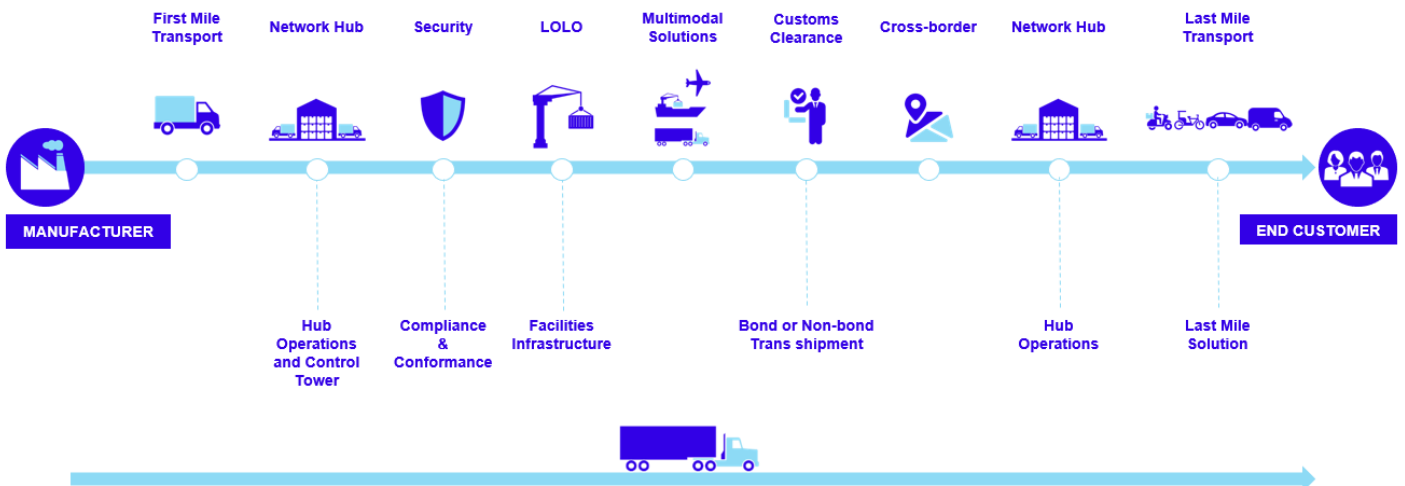 First Mile
Transport
Network Hub
Security
LOLO
Multimodal
Solutions
Customs
Clearance
Cross-border
Network Hub
Last Mile
Transport
MANUFACTURER
END CUSTOMER
Hub
Operations
and Control
Tower
Compliance
&
Conformance
Facilities
Infrastructure
Bond or Non-bond
Trans shipment
Hub
Operations
Last Mile
Solution